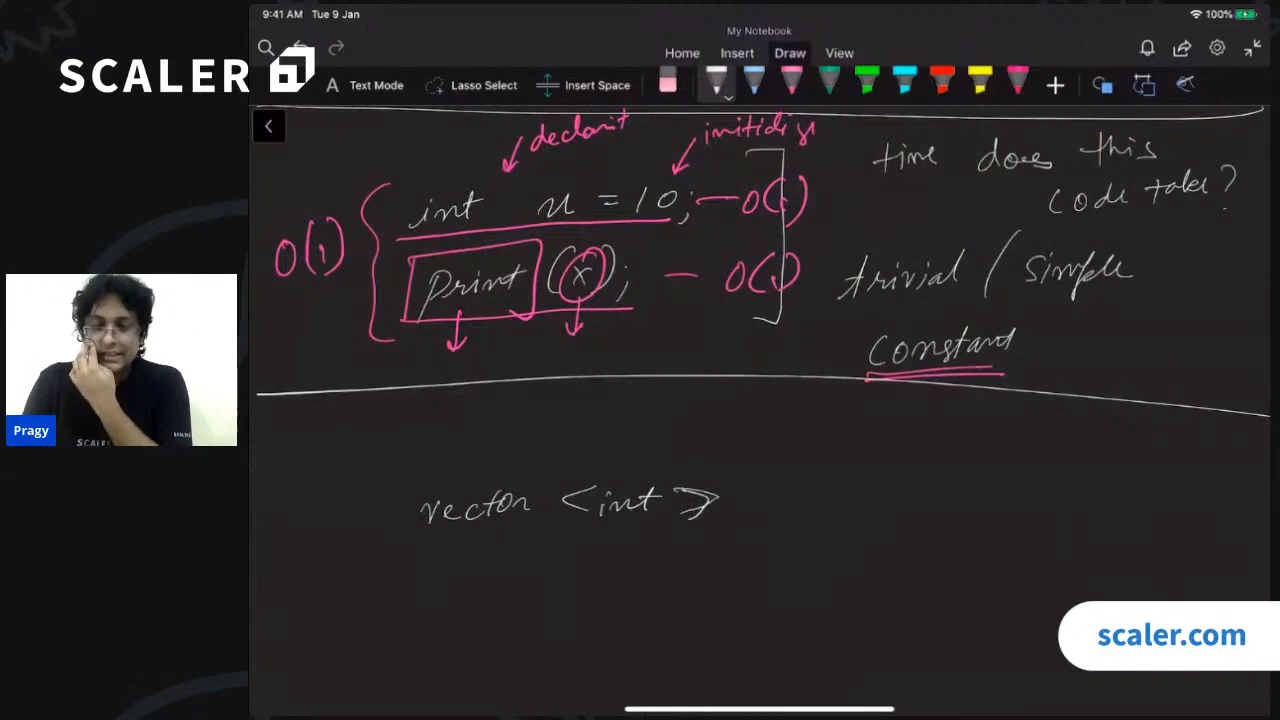 9:41 AM Tue 9 Jan
100%
My Notebook
Home Insert Draw View
SCALER
Text Mode Lasso Select Insert Space
time does this
code take?
int x = 10; — O(1)
O(1)
print (x); — O(1)
trivial / simple
constant
Pragy
SCALER
vector <int>
scaler.com